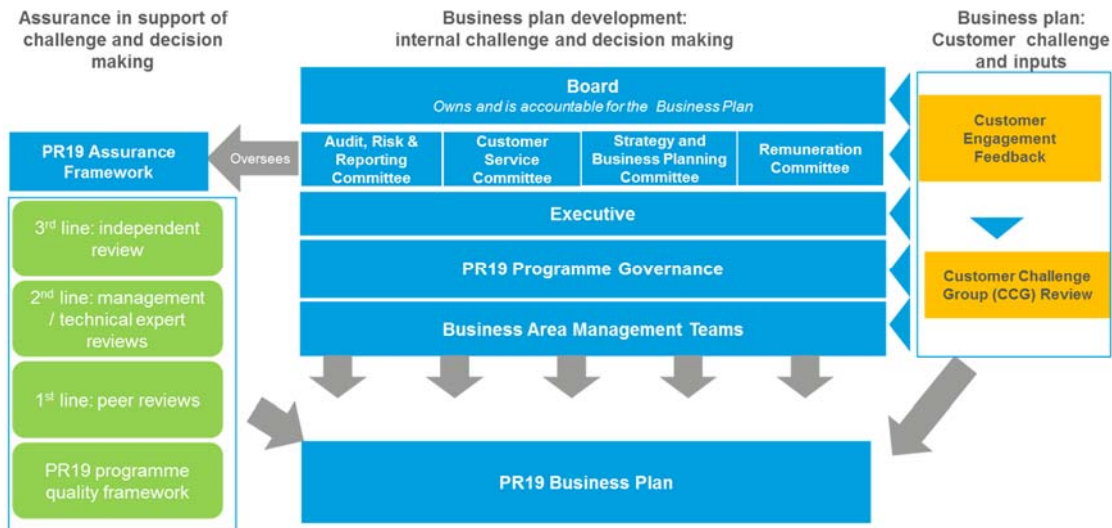 Assurance in support of
challenge and decision
making
Business plan development:
internal challenge and decision making
Business plan:
Customer challenge
and inputs
Board
Owns and is accountable for the Business Plan
PR19 Assurance
Framework
Oversees
Audit, Risk &
Reporting
Committee
Customer
Service
Committee
Strategy and
Business Planning
Committee
Remuneration
Committee
Customer
Engagement
Feedback
Executive
PR19 Programme Governance
Business Area Management Teams
Customer Challenge
Group (CCG) Review
3rd line: independent
review
2nd line: management
/ technical expert
reviews
1st line: peer reviews
PR19 programme
quality framework
PR19 Business Plan